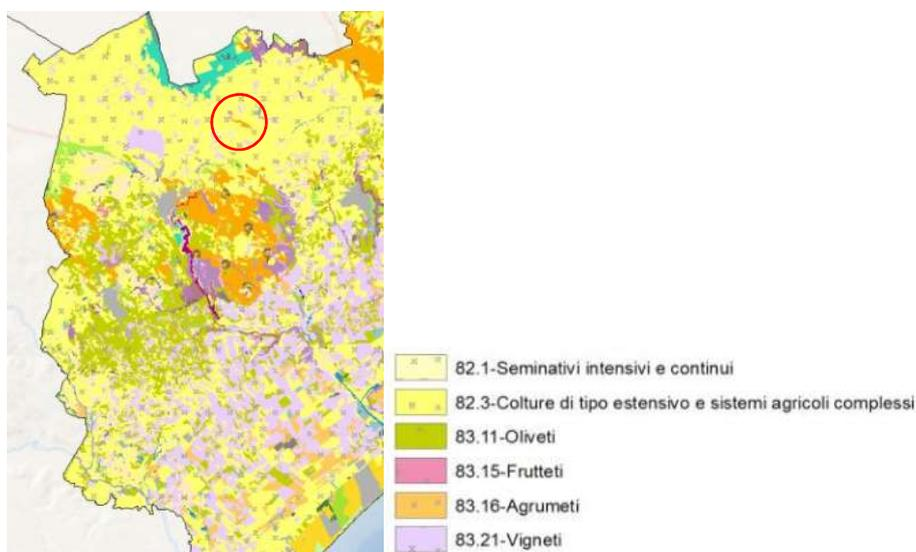 82.1-Seminativi intensivi e continui
82.3-Colture di tipo estensivo e sistemi agricoli complessi
83.11-Oliveti
83.15-Frutteti
83.16-Agrumeti
83.21-Vigneti